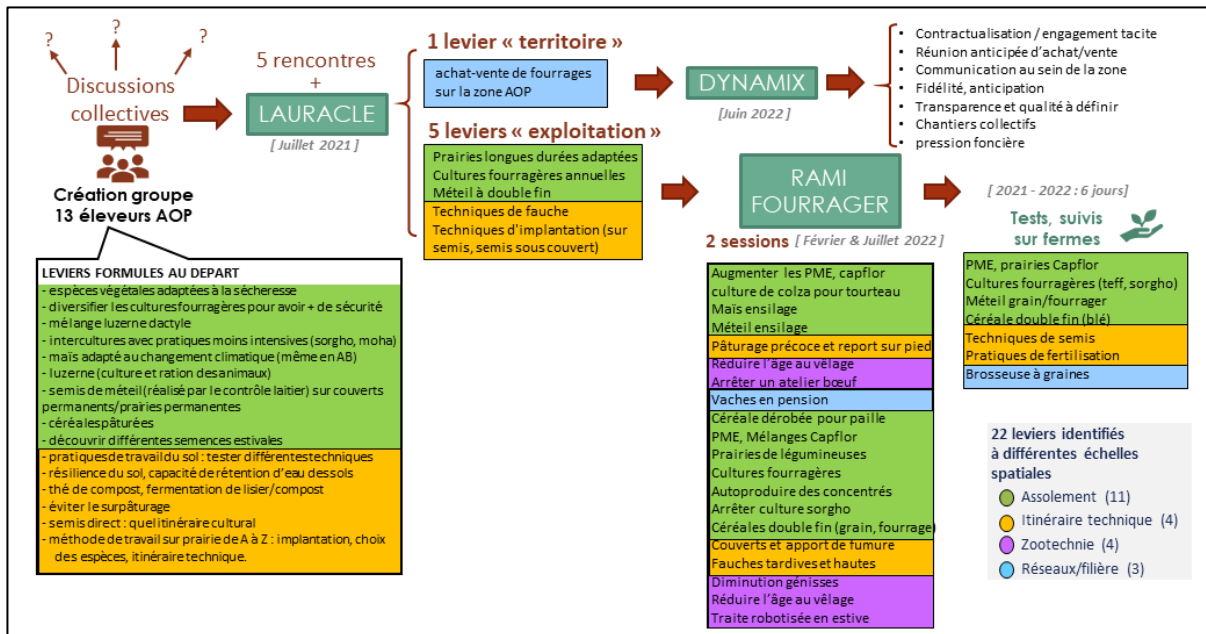 ?
?
?
Discussions
collectives
Création groupe
13 éleveurs AOP
LEVIERS FORMULES AU DEPART
- espèces végétales adaptées à la sécheresse
- diversifier les cultures fourragères pour avoir + de sécurité
- mélange luzerne dactyle
- intercultures avec pratiques moins intensives (sorgho, moha)
- maïs adapté au changement climatique (même en AB)
- luzerne (culture et ration des animaux)
- semis de méteil (réalisé par le contrôle laitier) sur couverts
permanents/prairies permanentes
- céréales pâturées
- découvrir différentes semences estivales
- pratiques de travail du sol : tester différentes techniques
- résilience du sol, capacité de rétention d'eau des sols
- thé de compost, fermentation de lisier/compost
- éviter le surpâturage
- semis direct : quel itinéraire cultural
- méthode de travail sur prairie de A à Z : implantation, choix
des espèces, itinéraire technique.
5 rencontres
+
LAURACLE
[ Juillet 2021 ]
1 levier « territoire »
achat-vente de fourrages
sur la zone AOP
5 leviers « exploitation »
Prairies longues durées adaptées
Cultures fourragères annuelles
Méteil à double fin
Techniques de fauche
Techniques d'implantation (sur
semis, semis sous couvert)
DYNAMIX
[Juin 2022 ]
• Contractualisation / engagement tacite
• Réunion anticipée d'achat/vente
• Communication au sein de la zone
• Fidélité, anticipation
• Transparence et qualité à définir
• Chantiers collectifs
• pression foncière
RAMI
FOURRAGER
2 sessions [ Février & Juillet 2022 ]
Augmenter les PME, capflor
culture de colza pour tourteau
Maïs ensilage
Méteil ensilage
Pâturage précoce et report sur pied
Réduire l'âge au vêlage
Arrêter un atelier bœuf
Vaches en pension
Céréale dérobée pour paille
PME, Mélanges Capflor
Prairies de légumineuses
Cultures fourragères
Autoproduire des concentrés
Arrêter culture sorgho
Céréales double fin (grain, fourrage)
Couverts et apport de fumure
Fauches tardives et hautes
Diminution génisses
Réduire l'âge au vêlage
Traite robotisée en estive
[ 2021 - 2022 : 6 jours]
Tests, suivis
sur fermes
PME, prairies Capflor
Cultures fourragères (teff, sorgho)
Méteil grain/fourrager
Céréale double fin (blé)
Techniques de semis
Pratiques de fertilisation
Brosseuse à graines
22 leviers identifiés
à différentes échelles
spatiales
Assolement (11)
Itinéraire technique (4)
Zootechnie (4)
Réseaux/filière (3)